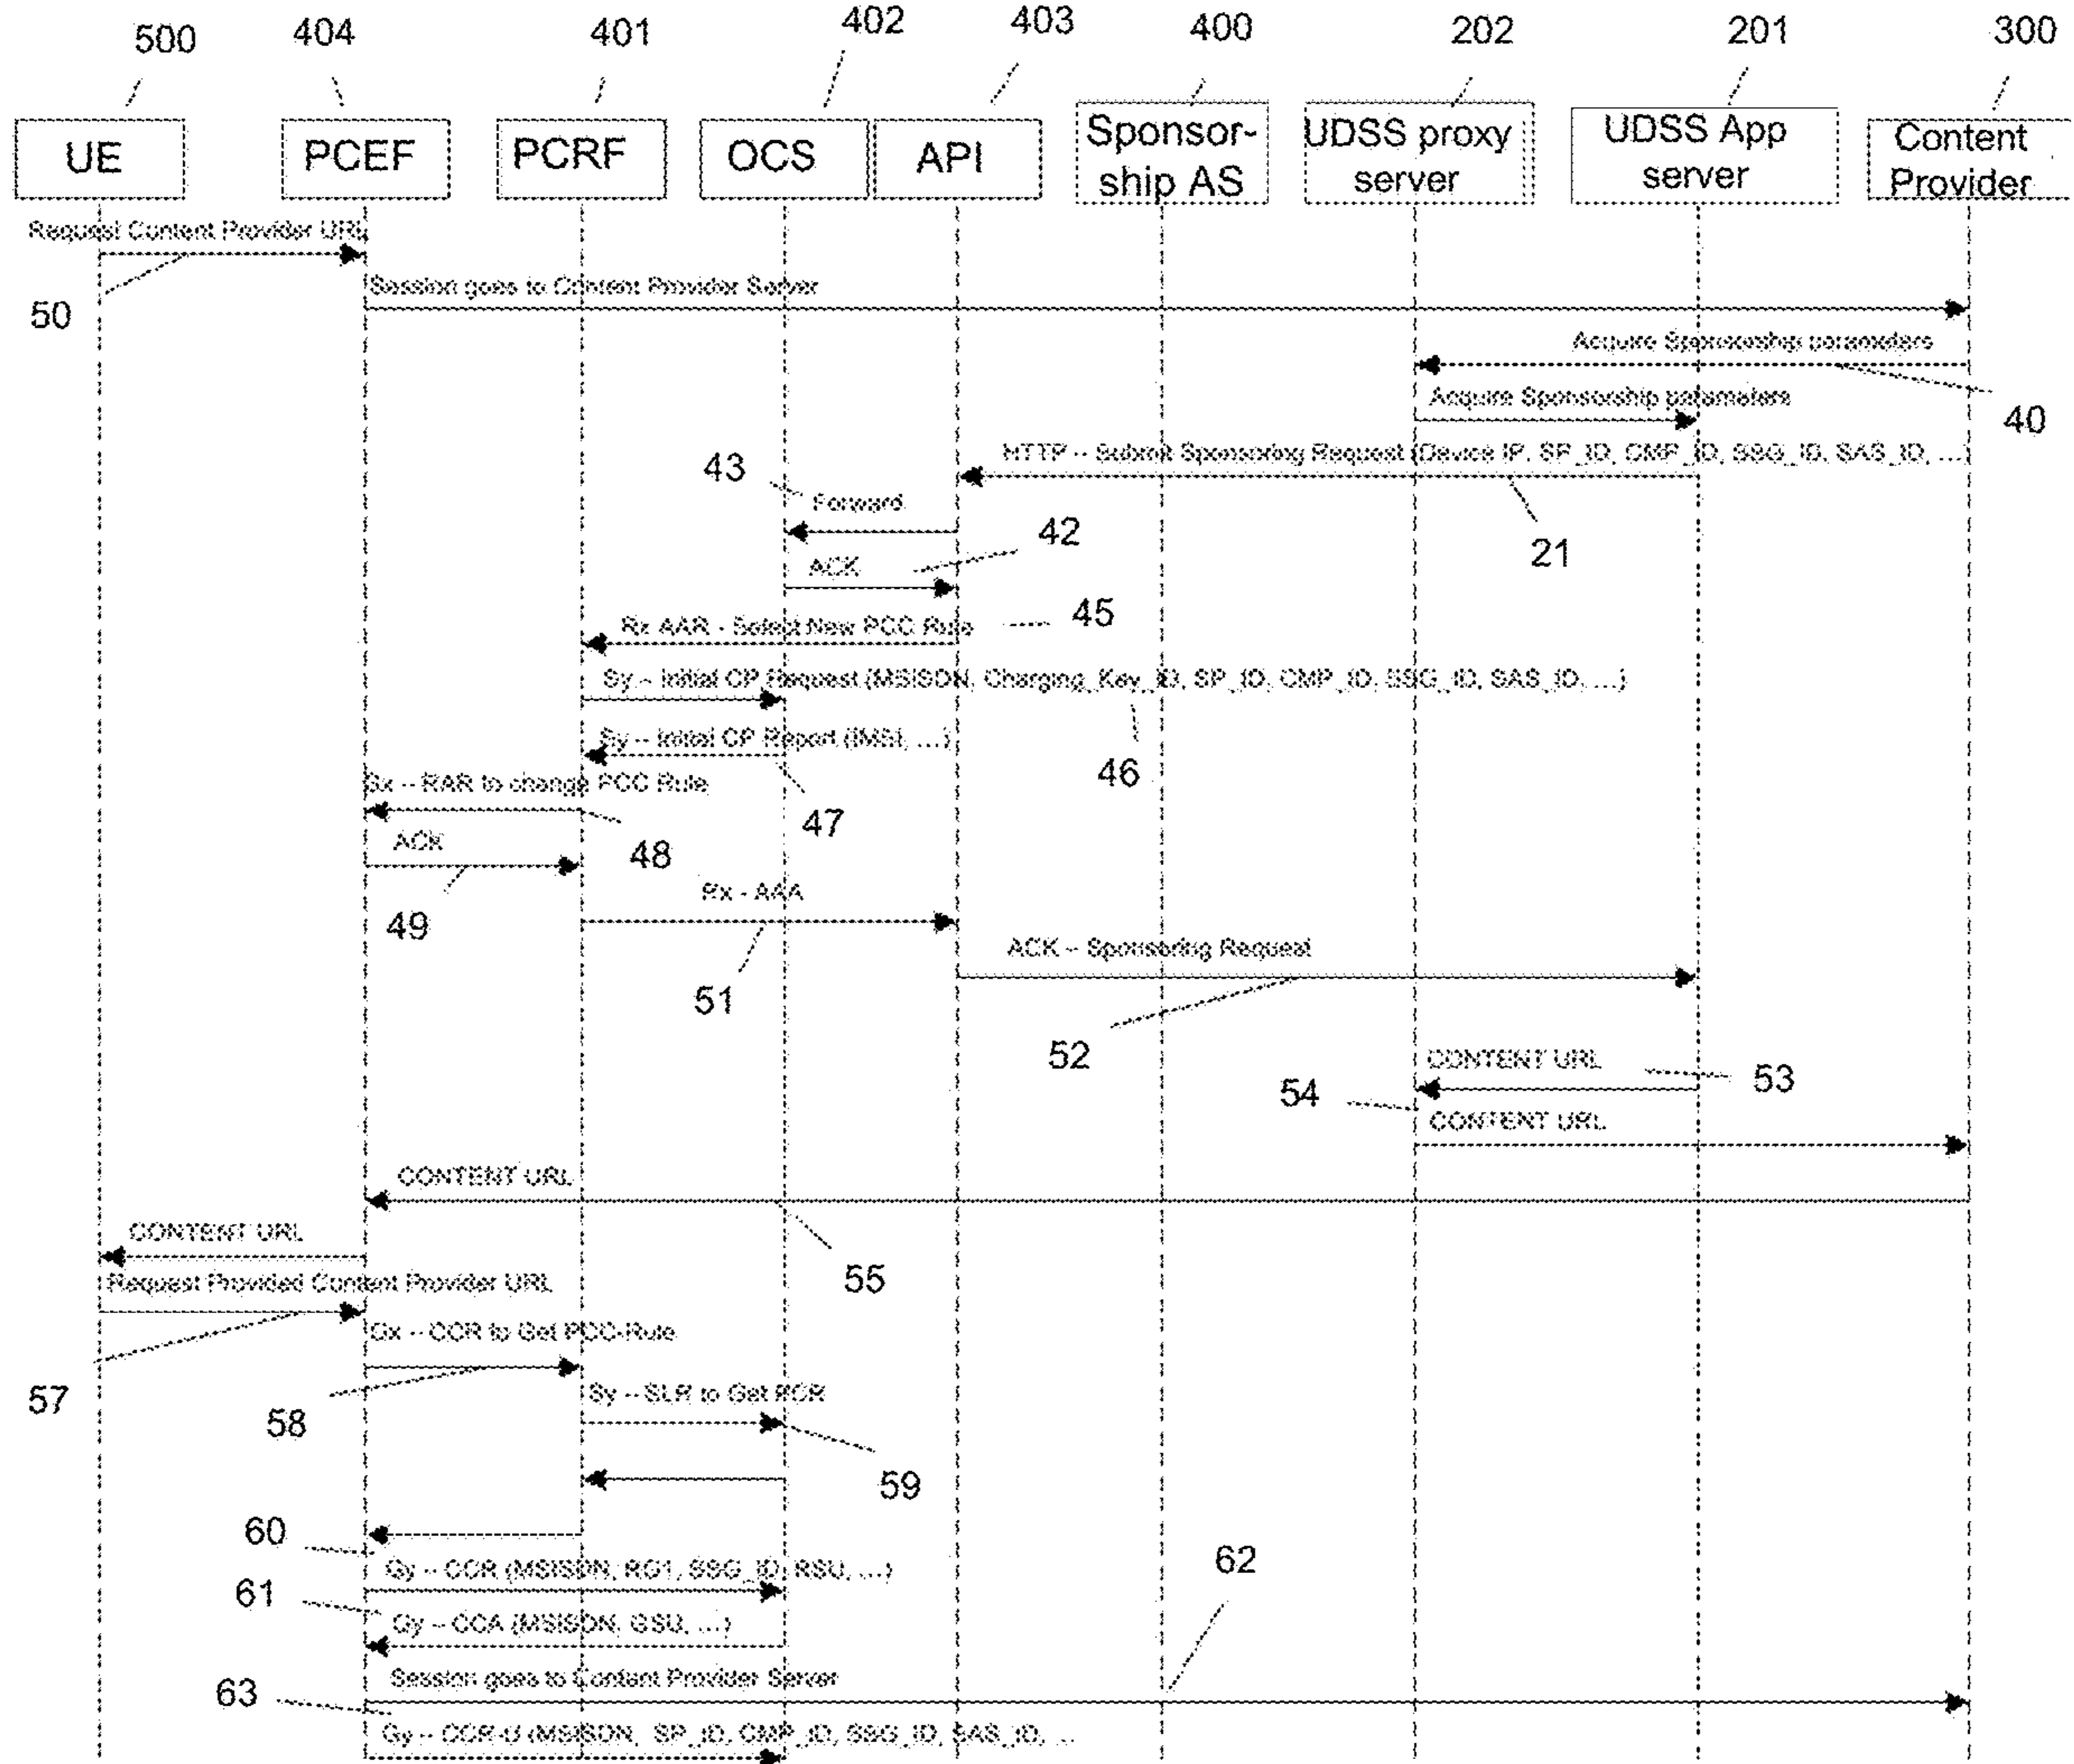 500 404 401 402 403 400 202 201 300
UE PCEF PCRF OCS API Sponsor-
ship AS UDSS proxy
server UDSS App
server Content
Provider
Request Content Provider URL
50
Session goes to Content Provider Server
Acquire Sponsorship parameters
40
Acquire Sponsorship parameters
HTTP – Submit Sponsoring Request (Device IP, SP_ID, CMP_ID, SSG_ID, SAS_ID, ...
21
43
Forward
42
ACK
45
Rx AAR - Select New PCC Rule
Sy – Initial CP Request (MSISDN, Charging_Key_ID, SP_ID, CMP_ID, SSG_ID, SAS_ID, ...)
46
Sy – Initial CP Report (IMSI, ...)
47
Gx – RAR to change PCC Rule
48
ACK
49
Rx - AAA
51
ACK – Sponsoring Request
52
CONTENT URL
53
54
CONTENT URL
CONTENT URL
55
CONTENT URL
Request Provided Content Provider URL
57
Gx – CCR to Get PCC-Rule
58
Sy – SLR to Get PCR
59
60
Gy – CCR (MSISDN, RG1, SSG_ID, RSU, ...)
61
Gy – CCA (MSISDN, GSU, ...)
62
Session goes to Content Provider Server
63
Gy – CCR-U (MSISDN, SP_ID, CMP_ID, SSG_ID, SAS_ID, ...